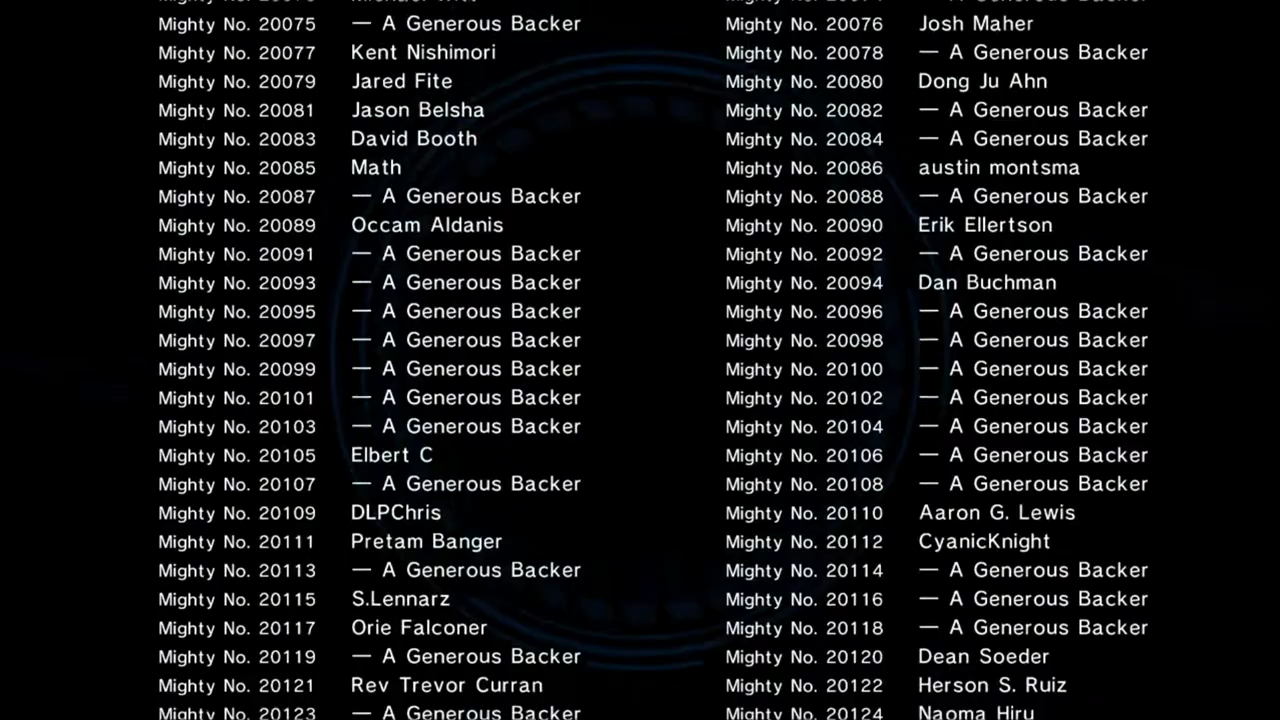 Mighty No. 20075 — A Generous Backer Mighty No. 20076 Josh Maher
Mighty No. 20077 Kent Nishimori Mighty No. 20078 — A Generous Backer
Mighty No. 20079 Jared Fite Mighty No. 20080 Dong Ju Ahn
Mighty No. 20081 Jason Belsha Mighty No. 20082 — A Generous Backer
Mighty No. 20083 David Booth Mighty No. 20084 — A Generous Backer
Mighty No. 20085 Math Mighty No. 20086 austin montsma
Mighty No. 20087 — A Generous Backer Mighty No. 20088 — A Generous Backer
Mighty No. 20089 Occam Aldanis Mighty No. 20090 Erik Ellertson
Mighty No. 20091 — A Generous Backer Mighty No. 20092 — A Generous Backer
Mighty No. 20093 — A Generous Backer Mighty No. 20094 Dan Buchman
Mighty No. 20095 — A Generous Backer Mighty No. 20096 — A Generous Backer
Mighty No. 20097 — A Generous Backer Mighty No. 20098 — A Generous Backer
Mighty No. 20099 — A Generous Backer Mighty No. 20100 — A Generous Backer
Mighty No. 20101 — A Generous Backer Mighty No. 20102 — A Generous Backer
Mighty No. 20103 — A Generous Backer Mighty No. 20104 — A Generous Backer
Mighty No. 20105 Elbert C Mighty No. 20106 — A Generous Backer
Mighty No. 20107 — A Generous Backer Mighty No. 20108 — A Generous Backer
Mighty No. 20109 DLPChris Mighty No. 20110 Aaron G. Lewis
Mighty No. 20111 Pretam Banger Mighty No. 20112 CyanicKnight
Mighty No. 20113 — A Generous Backer Mighty No. 20114 — A Generous Backer
Mighty No. 20115 S.Lennarz Mighty No. 20116 — A Generous Backer
Mighty No. 20117 Orie Falconer Mighty No. 20118 — A Generous Backer
Mighty No. 20119 — A Generous Backer Mighty No. 20120 Dean Soeder
Mighty No. 20121 Rev Trevor Curran Mighty No. 20122 Herson S. Ruiz
Mighty No. 20123 — A Generous Backer Mighty No. 20124 Naoma Hiru